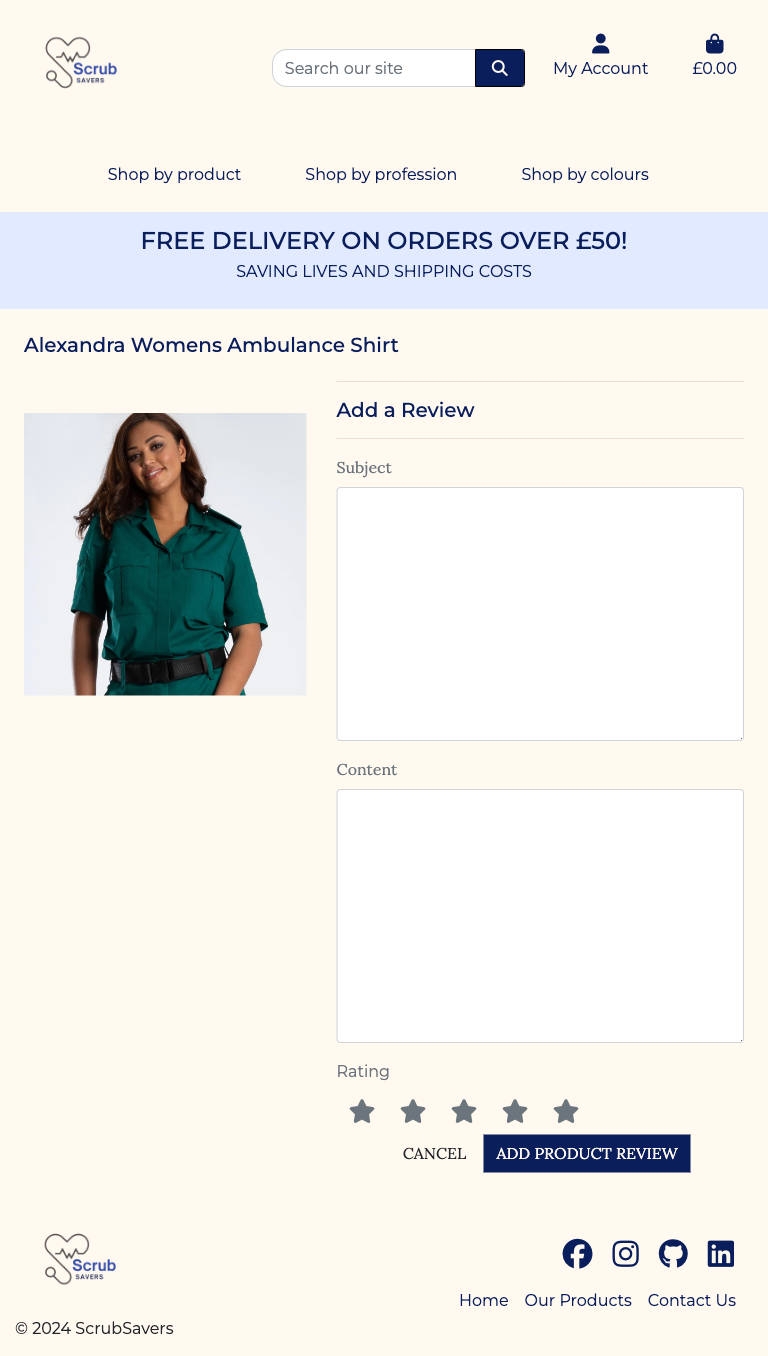 Scrub
SAVERS
Search our site
My Account
£0.00
Shop by product
Shop by profession
Shop by colours
FREE DELIVERY ON ORDERS OVER £50!
SAVING LIVES AND SHIPPING COSTS
Alexandra Womens Ambulance Shirt
Add a Review
Subject
Content
Rating
CANCEL
ADD PRODUCT REVIEW
Scrub
SAVERS
Home
Our Products
Contact Us
© 2024 ScrubSavers